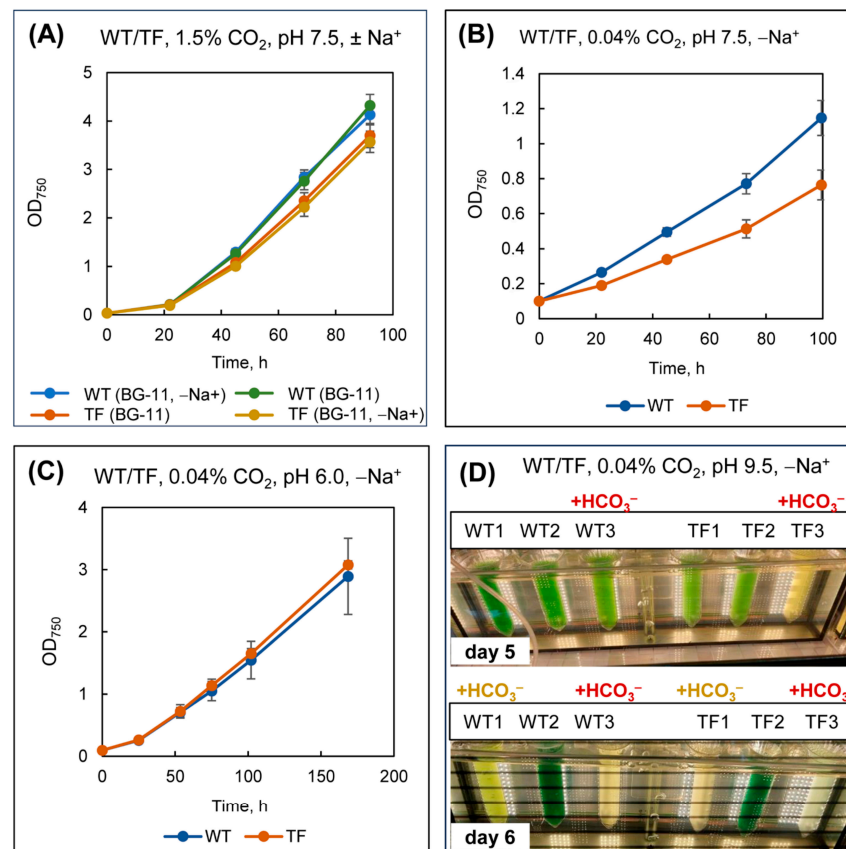 (A) WT/TF, 1.5% CO₂, pH 7.5, ± Na⁺
5
4
3
2
1
0
OD₇₅₀
0 20 40 60 80 100
Time, h
WT (BG-11, −Na+) WT (BG-11)
TF (BG-11) TF (BG-11, −Na+)
(B) WT/TF, 0.04% CO₂, pH 7.5, −Na⁺
1.4
1.2
1
0.8
0.6
0.4
0.2
0
OD₇₅₀
0 20 40 60 80 100
Time, h
WT TF
(C) WT/TF, 0.04% CO₂, pH 6.0, −Na⁺
4
3
2
1
0
OD₇₅₀
0 50 100 150 200
Time, h
WT TF
(D) WT/TF, 0.04% CO₂, pH 9.5, −Na⁺
+HCO₃⁻ +HCO₃⁻
WT1 WT2 WT3 TF1 TF2 TF3
day 5
+HCO₃⁻ +HCO₃⁻ +HCO₃⁻ +HCO₃⁻
WT1 WT2 WT3 TF1 TF2 TF3
day 6